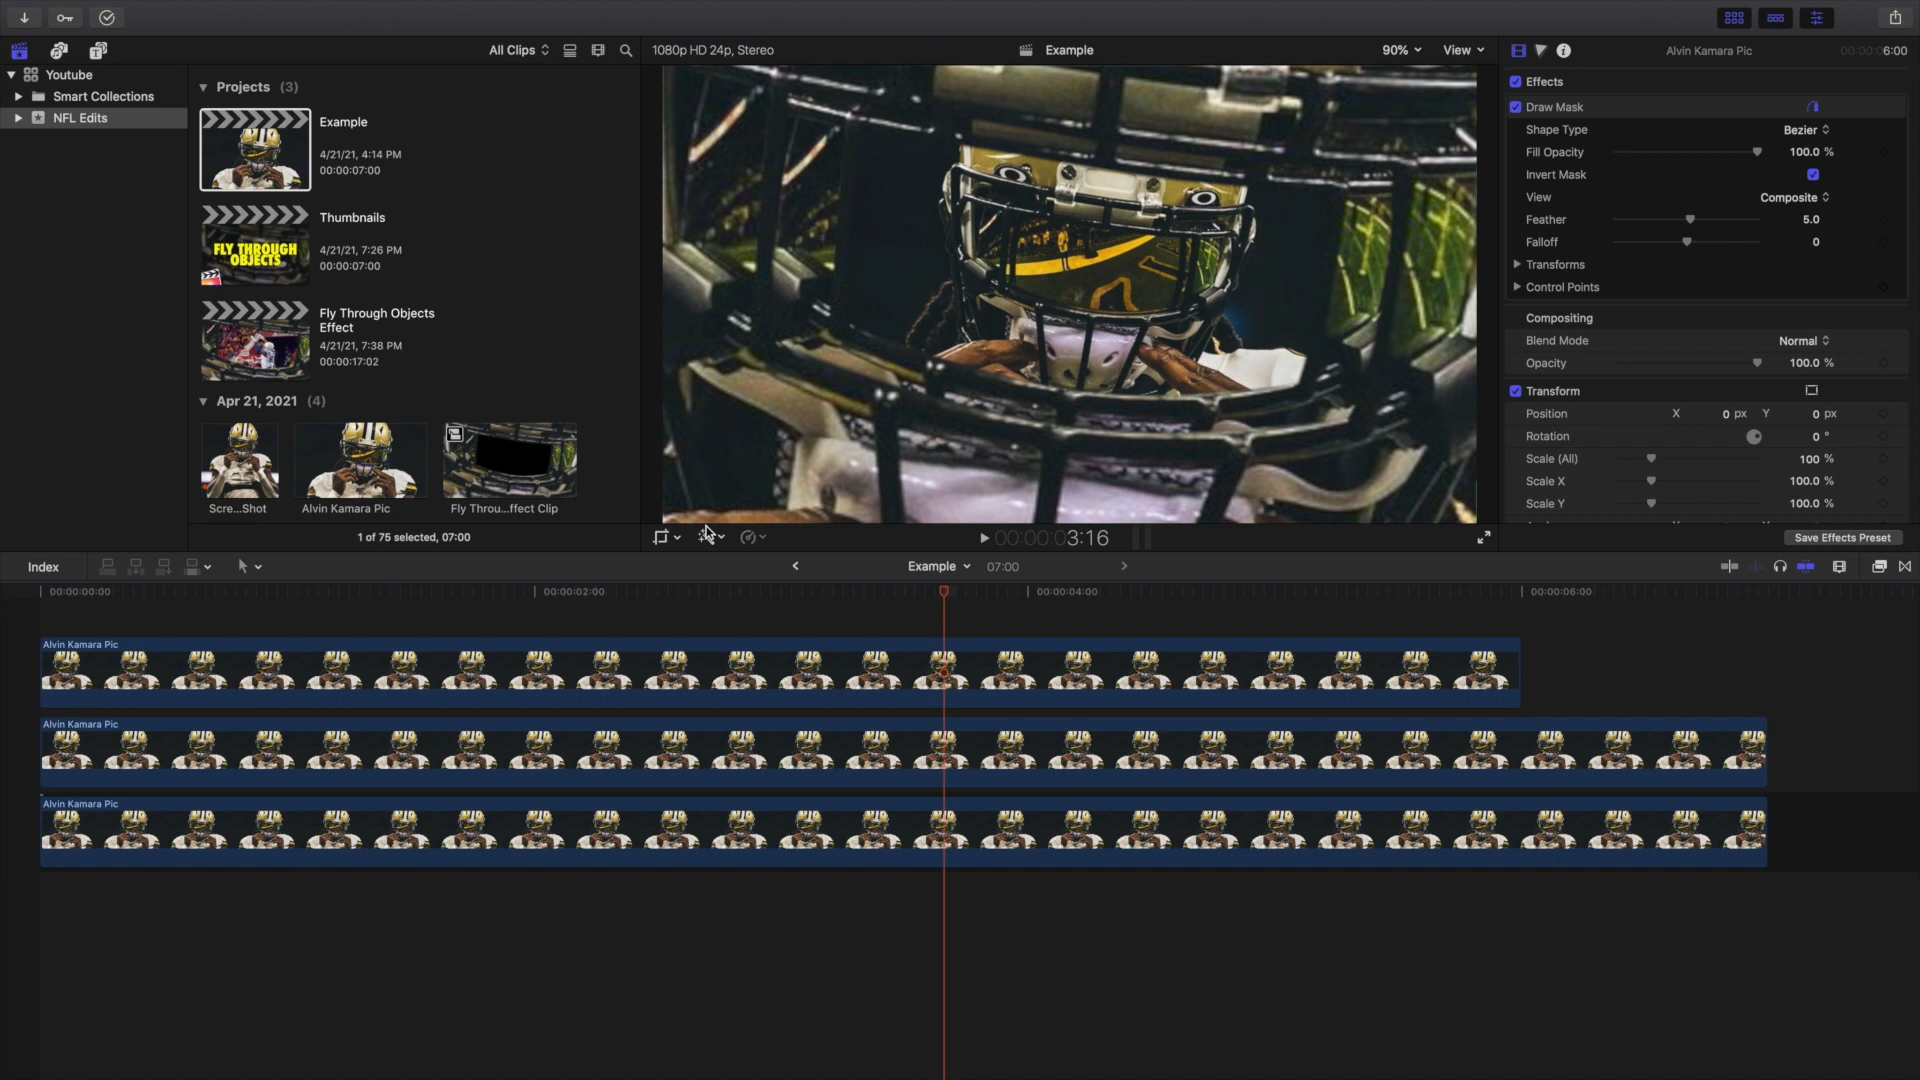 All Clips
1080p HD 24p, Stereo
Example
90%
View
Alvin Kamara Pic
00:00:06:00
Youtube
Smart Collections
NFL Edits
Projects (3)
Example
4/21/21, 4:14 PM
00:00:07:00
Thumbnails
4/21/21, 7:26 PM
00:00:07:00
FLY THROUGH
OBJECTS
Fly Through Objects
Effect
4/21/21, 7:38 PM
00:00:17:02
Apr 21, 2021 (4)
Scre...Shot
Alvin Kamara Pic
Fly Throu...ffect Clip
1 of 75 selected, 07:00
00:00:03:16
Effects
Draw Mask
Shape Type Bezier
Fill Opacity 100.0 %
Invert Mask
View Composite
Feather 5.0
Falloff 0
Transforms
Control Points
Compositing
Blend Mode Normal
Opacity 100.0 %
Transform
Position X 0 px Y 0 px
Rotation 0 °
Scale (All) 100 %
Scale X 100.0 %
Scale Y 100.0 %
Save Effects Preset
Index
Example 07:00
00:00:00:00
00:00:02:00
00:00:04:00
00:00:06:00
Alvin Kamara Pic
Alvin Kamara Pic
Alvin Kamara Pic